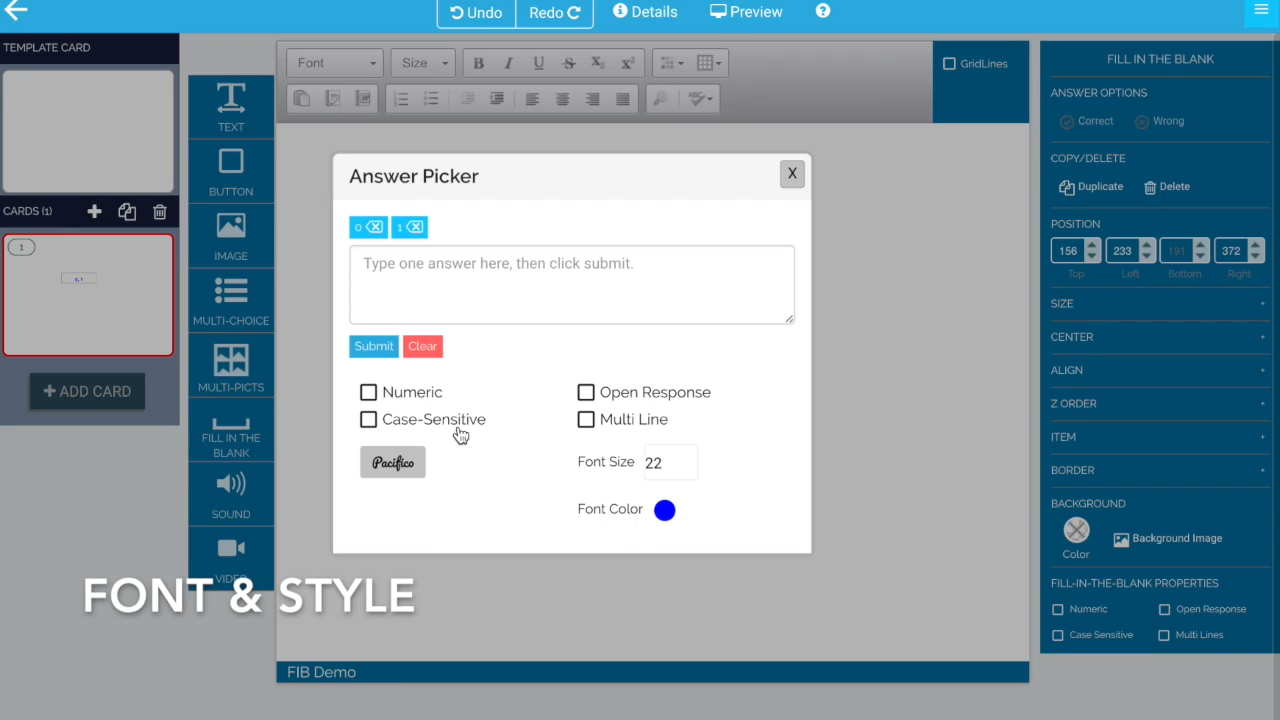 Undo
Redo
Details
Preview
?
TEMPLATE CARD
CARDS (1)
1
0, 1
+ ADD CARD
TEXT
BUTTON
IMAGE
MULTI-CHOICE
MULTI-PICTS
FILL IN THE
BLANK
SOUND
VIDEO
Font
Size
B I U S x₂ x²
GridLines
Answer Picker
X
0
1
Type one answer here, then click submit.
Submit
Clear
Numeric
Open Response
Case-Sensitive
Multi Line
Pacifico
Font Size 22
Font Color
FONT & STYLE
FIB Demo
FILL IN THE BLANK
ANSWER OPTIONS
Correct
Wrong
COPY/DELETE
Duplicate
Delete
POSITION
156
233
191
372
Top
Left
Bottom
Right
SIZE +
CENTER +
ALIGN +
Z ORDER +
ITEM +
BORDER +
BACKGROUND
Color
Background Image
FILL-IN-THE-BLANK PROPERTIES
Numeric
Open Response
Case Sensitive
Multi Lines